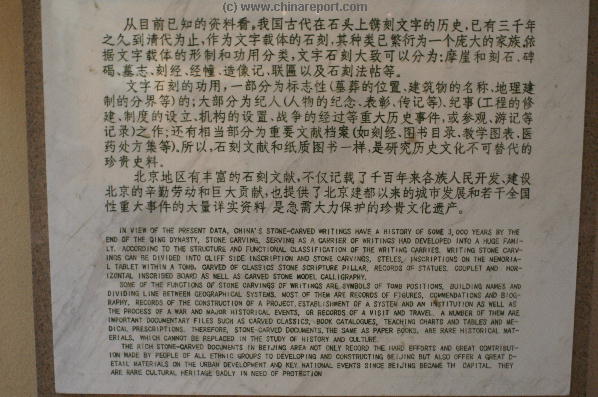 (c) www.chinareport.com
从目前已知的资料看,我国古代在石头上镌刻文字的历史,已有三千年
之久,到清代为止,作为文字载体的石刻,其种类已繁衍为一个庞大的家族,依
据文字载体的形制和功用分类,文字石刻大致可以分为:摩崖和刻石、碑
碣、墓志、刻经、经幢、造像记、联匾以及石刻法帖等。
文字石刻的功用,一部分为标志性(墓葬的位置、建筑物的名称、地理建
制的分界等)的;大部分为纪人(人物的纪念、表彰、传记等)、纪事(工程的修
建、制度的设立、机构的设置、战争的经过等重大历史事件,或参观、游记等
记录)之作;还有相当部分为重要文献档案(如刻经、图书目录、教学图表、医
药处方集等),所以,石刻文献和纸质图书一样,是研究历史文化不可替代的
珍贵史料。
北京地区有丰富的石刻文献,不仅记载了千百年来各族人民开发、建设
北京的辛勤劳动和巨大贡献,也提供了北京建都以来的城市发展和若干全国
性重大事件的大量详实资料,是急需大力保护的珍贵文化遗产。
IN VIEW OF THE PRESENT DATA, CHINA'S STONE-CARVED WRITINGS HAVE A HISTORY OF SOME 3,000 YEARS BY THE
END OF THE QING DYNASTY, STONE CARVING, SERVING AS A CARRIER OF WRITINGS HAD DEVELOPED INTO A HUGE FAMI-
LY. ACCORDING TO THE STRUCTURE AND FUNCTIONAL CLASSIFICATION OF THE WRITING CARRIES. WRITING STONE CARV-
INGS CAN BE DIVIDED INTO CLIFF SIDE INSCRIPTION AND STONE CARVINGS, STELES, INSCRIPTIONS ON THE MEMORIA-
L TABLET WITHIN A TOMB, CARVED OF CLASSICS STONE SCRIPTURE PILLAR, RECORDS OF STATUES, COUPLET AND HOR-
IZONTAL INSCRIBED BOARD AS WELL AS CARVED STONE MODEL CALLIGRAPHY.
SOME OF THE FUNCTIONS OF STONE CARVINGS OF WRITINGS ARE SYMBOLS OF TOMB POSITIONS, BUILDING NAMES AND
DIVIDING LINE BETWEEN GEOGRAPHICAL SYSTEMS. MOST OF THEM ARE RECORDS OF FIGURES, COMMENDATIONS AND BIOG-
RAPHY, RECORDS OF THE CONSTRUCTION OF A PROJECT, ESTABLISHMENT OF A SYSTEM AND AN INSTITUTION AS WELL AS
THE PROCESS OF A WAR AND MAJOR HISTORICAL EVENTS, OR RECORDS OF A VISIT AND TRAVEL. A NUMBER OF THEM ARE
IMPORTANT DOCUMENTARY FILES SUCH AS CARVED CLASSICS, BOOK CATALOGUES, TEACHING CHARTS AND TABLES AND ME-
DICAL PRESCRIPTIONS. THEREFORE, STONE-CARVED DOCUMENTS, THE SAME AS PAPER BOOKS, ARE RARE HISTORICAL MAT-
ERIALS, WHICH CANNOT BE REPLACED IN THE STUDY OF HISTORY AND CULTURE.
THE RICH STONE-CARVED DOCUMENTS IN BEIJING AREA NOT ONLY RECORD THE HARD EFFORTS AND GREAT CONTRIBUT-
ION MADE BY PEOPLE OF ALL ETHNIC GROUPS TO DEVELOPING AND CONSTRUCTING BEIJING BUT ALSO OFFER A GREAT D-
ETAIL MATERIALS ON THE URBAN DEVELOPMENT AND KEY NATIONAL EVENTS SINCE BEIJING BECAME TH CAPITAL. THEY
ARE RARE CULTURAL HERITAGE BADLY IN NEED OF PROTECTION